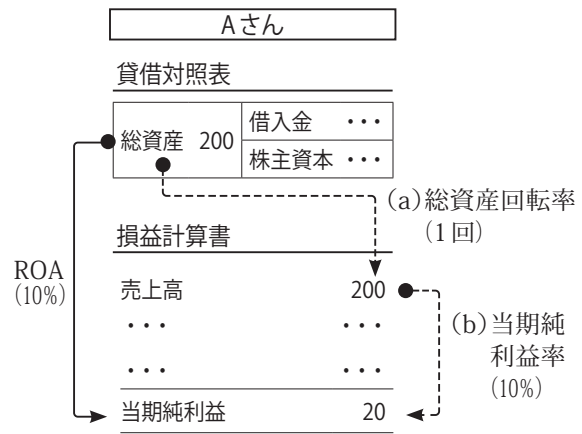 Aさん
貸借対照表
総資産 200
借入金 ・・・
株主資本 ・・・
(a)総資産回転率
(1回)
損益計算書
ROA
(10%)
売上高 200
・・・ ・・・
・・・ ・・・
当期純利益 20
(b)当期純
利益率
(10%)